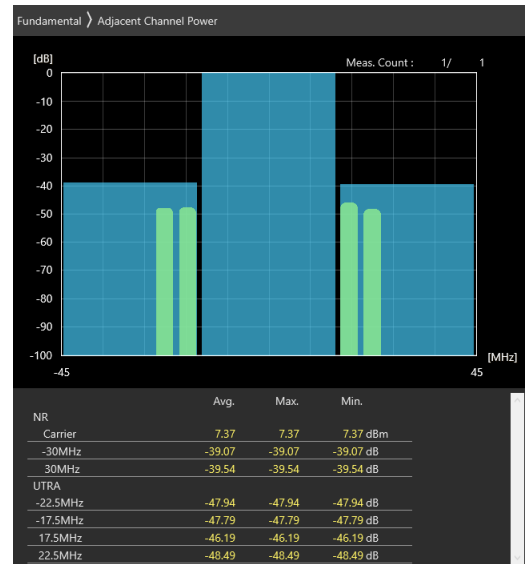 Fundamental 〉 Adjacent Channel Power
[dB]
Meas. Count : 1/ 1
0
-10
-20
-30
-40
-50
-60
-70
-80
-90
-100
[MHz]
-45 45
Avg. Max. Min.
NR
Carrier 7.37 7.37 7.37 dBm
-30MHz -39.07 -39.07 -39.07 dB
30MHz -39.54 -39.54 -39.54 dB
UTRA
-22.5MHz -47.94 -47.94 -47.94 dB
-17.5MHz -47.79 -47.79 -47.79 dB
17.5MHz -46.19 -46.19 -46.19 dB
22.5MHz -48.49 -48.49 -48.49 dB